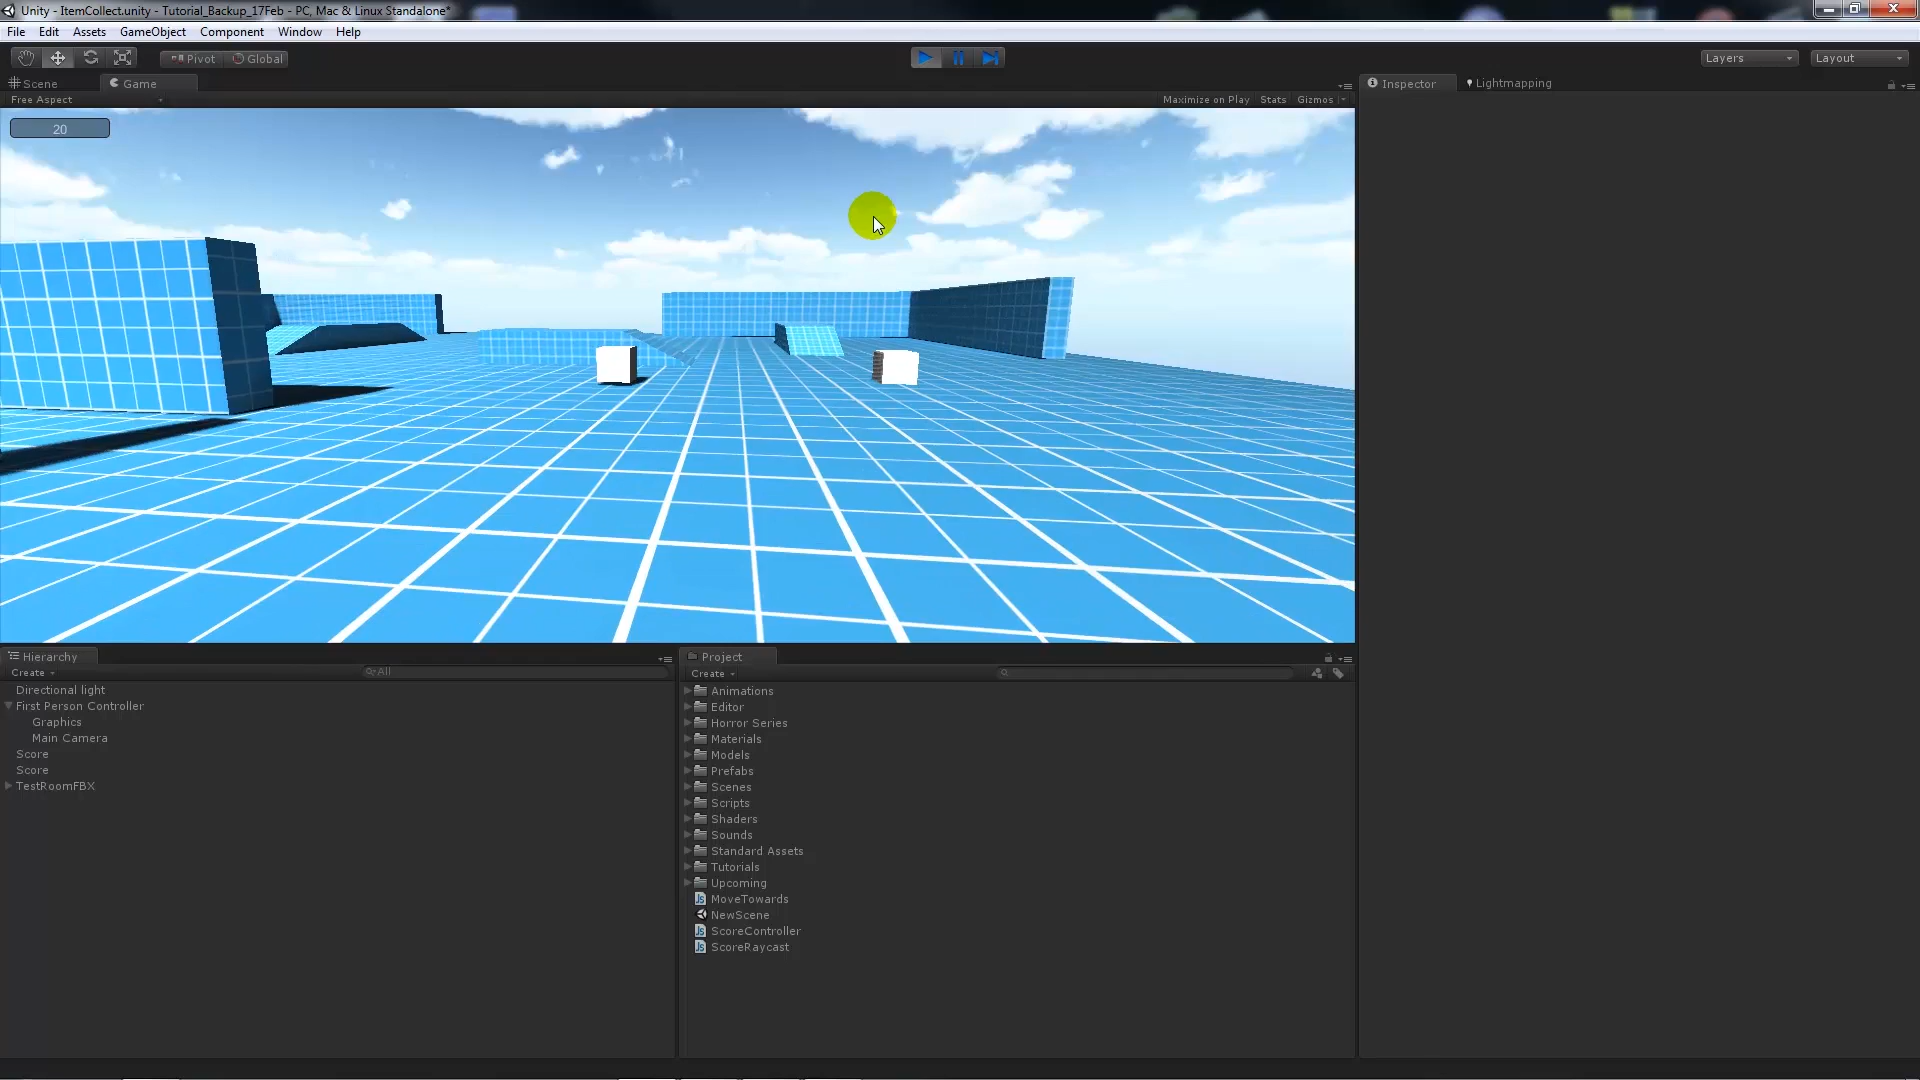 Unity - ItemCollect.unity - Tutorial_Backup_17Feb - PC, Mac & Linux Standalone*
File Edit Assets GameObject Component Window Help
Pivot Global Layers Layout
Scene Game Inspector Lightmapping
Free Aspect Maximize on Play Stats Gizmos
20
Hierarchy
Create All
Directional light
First Person Controller
Graphics
Main Camera
Score
Score
TestRoomFBX
Project
Create
Animations
Editor
Horror Series
Materials
Models
Prefabs
Scenes
Scripts
Shaders
Sounds
Standard Assets
Tutorials
Upcoming
MoveTowards
NewScene
ScoreController
ScoreRaycast